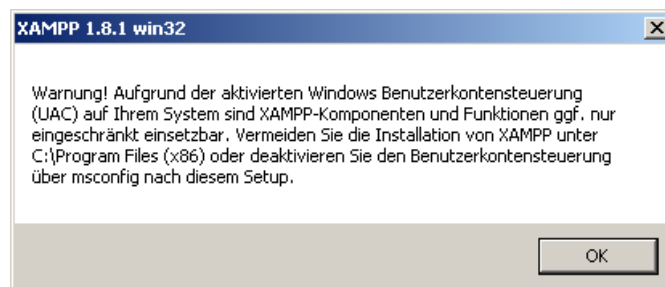 XAMPP 1.8.1 win32
Warnung! Aufgrund der aktivierten Windows Benutzerkontensteuerung
(UAC) auf Ihrem System sind XAMPP-Komponenten und Funktionen ggf. nur
eingeschränkt einsetzbar. Vermeiden Sie die Installation von XAMPP unter
C:\Program Files (x86) oder deaktivieren Sie den Benutzerkontensteuerung
über msconfig nach diesem Setup.
OK